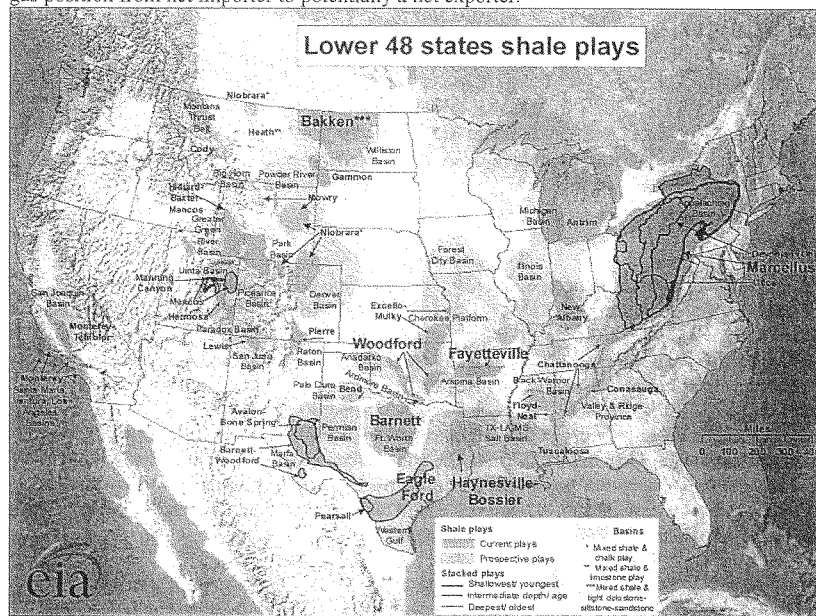 gas position from net importer to potentially a net exporter.
Lower 48 states shale plays
Niobrara*
Montana
Thrust
Belt
Bakken***
Heath**
Cody
Williston
Basin
Big Horn
Basin
Powder River
Basin
Gammon
Hilliard-
Baxter-
Mancos
Mowry
Greater
Green
River
Basin
Michigan
Basin
Antrim
Appalachian
Basin
Park
Basin
Niobrara*
Forest
City Basin
Illinois
Basin
Marcellus
Uinta Basin
Manning
Canyon
San Joaquin
Basin
Piceance
Basin
Denver
Basin
Mancos
Excello-
Mulky
Cherokee Platform
New
Albany
Hermosa
Monterey-
Temblor
Paradox Basin
Pierre
Woodford
Lewis
San Juan
Basin
Raton
Basin
Anadarko
Basin
Fayetteville
Chattanooga
Monterey
Santa Maria,
Ventura, Los
Angeles
Basins
Ardmore Basin
Arkoma Basin
Palo Duro
Basin
Bend
Black Warrior
Basin
Conasauga
Floyd-
Neal
Valley & Ridge
Province
Avalon-
Bone Spring
Barnett
Permian
Basin
Ft. Worth
Basin
TX-LA-MS
Salt Basin
Miles
0 100 200 300 40
Barnett-
Woodford
Marfa
Basin
Tuscaloosa
Eagle
Ford
Haynesville-
Bossier
Pearsall
Western
Gulf
Shale plays
Current plays
Prospective plays
Stacked plays
Shallowest/ youngest
Intermediate depth/ age
Deepest/ oldest
Basins
* Mixed shale &
chalk play
** Mixed shale &
limestone play
***Mixed shale &
tight dolostone-
siltstone-sandstone
eia